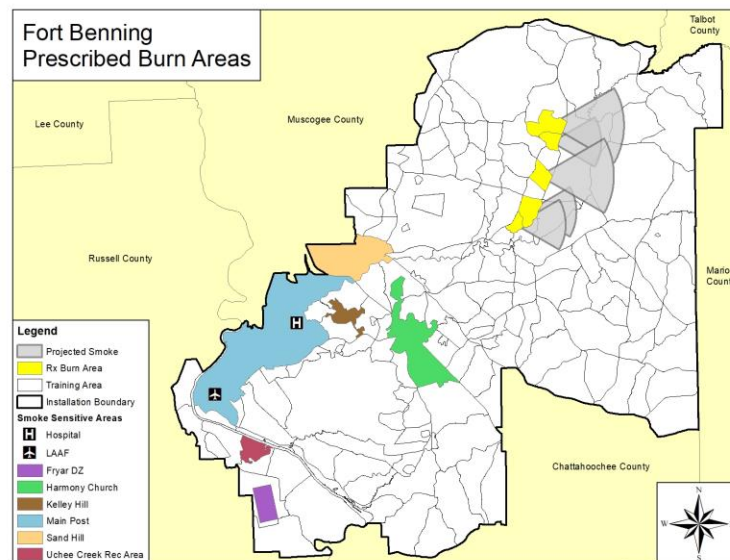 Fort Benning
Prescribed Burn Areas
Talbot
County
Lee County
Muscogee County
Russell County
Legend
Projected Smoke
Rx Burn Area
Training Area
Installation Boundary
Smoke Sensitive Areas
H
Hospital
LAAF
Fryar DZ
Harmony Church
Kelley Hill
Main Post
Sand Hill
Uchee Creek Rec Area
H
Mario
County
Chattahoochee County
N
W
E
S